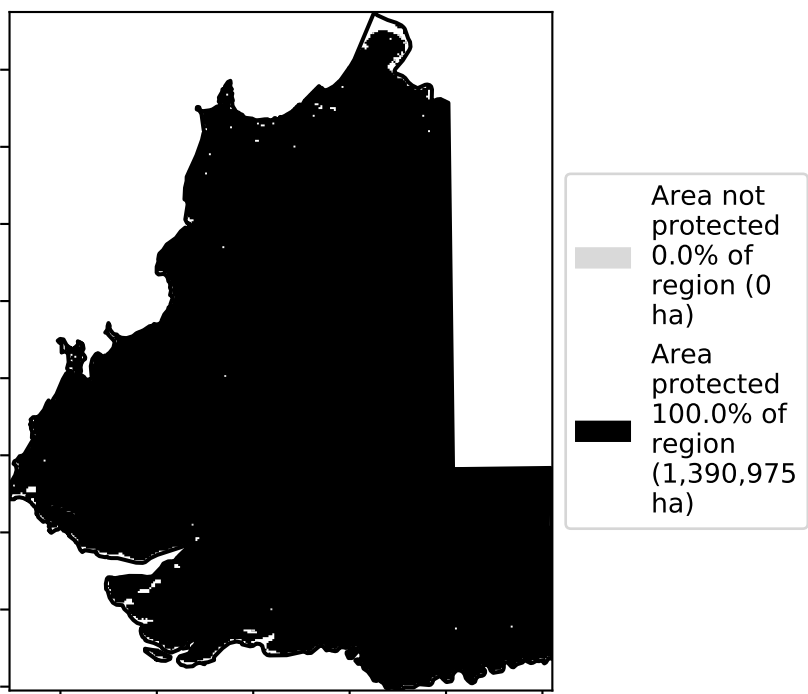 Area not
protected
0.0% of
region (0
ha)
Area
protected
100.0% of
region
(1,390,975
ha)